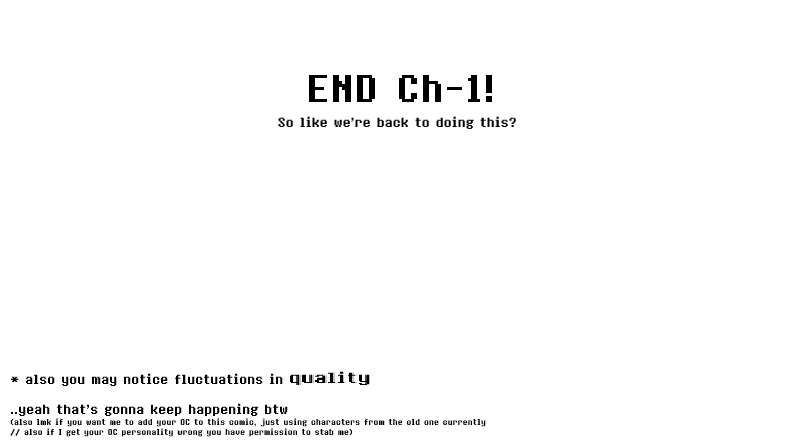 END Ch-1!
So like we're back to doing this?
* also you may notice fluctuations in quality
..yeah that's gonna keep happening btw
(also lmk if you want me to add your OC to this comic, just using characters from the old one currently
// also if I get your OC personality wrong you have permission to stab me)